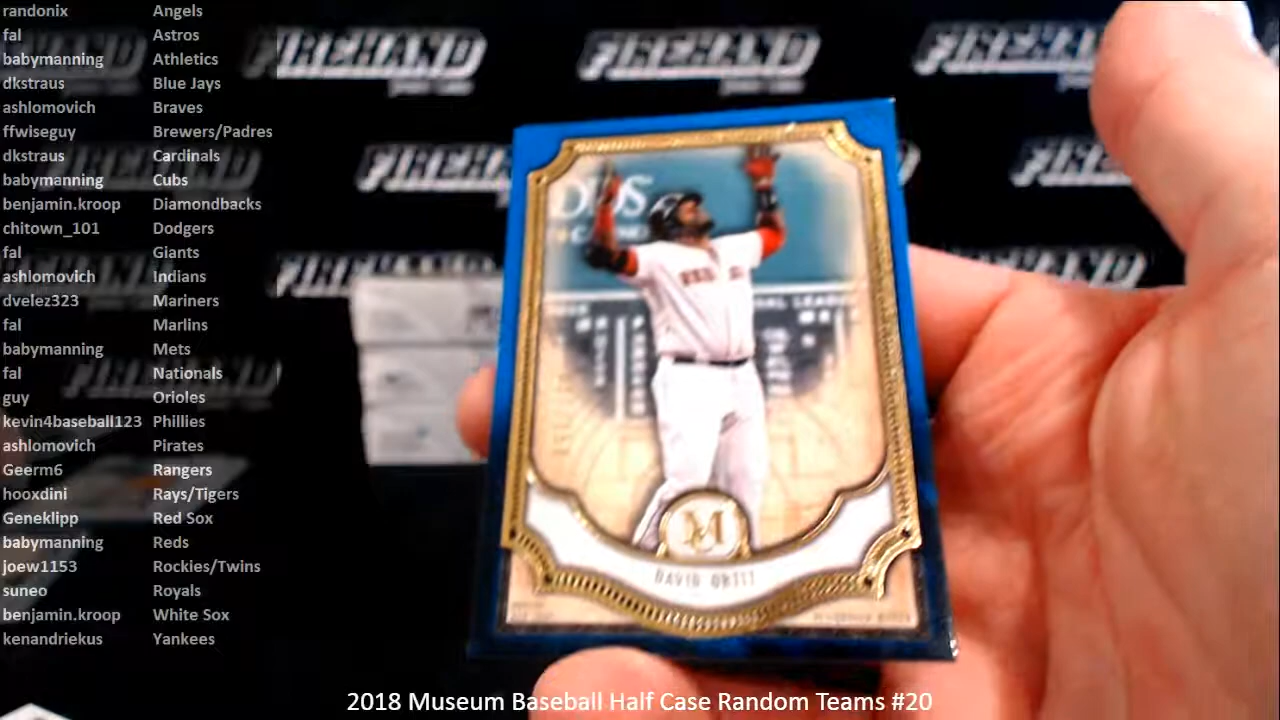 randonix Angels
fal Astros
babymanning Athletics
dkstraus Blue Jays
ashlomovich Braves
ffwiseguy Brewers/Padres
dkstraus Cardinals
babymanning Cubs
benjamin.kroop Diamondbacks
chitown_101 Dodgers
fal Giants
ashlomovich Indians
dvelez323 Mariners
fal Marlins
babymanning Mets
fal Nationals
guy Orioles
kevin4baseball123 Phillies
ashlomovich Pirates
Geerm6 Rangers
hooxdini Rays/Tigers
Geneklipp Red Sox
babymanning Reds
joew1153 Rockies/Twins
suneo Royals
benjamin.kroop White Sox
kenandriekus Yankees
FIREHAND
FIREHAND
FIREHAND
FIREHAND
M
DAVID ORTIZ
2018 Museum Baseball Half Case Random Teams #20